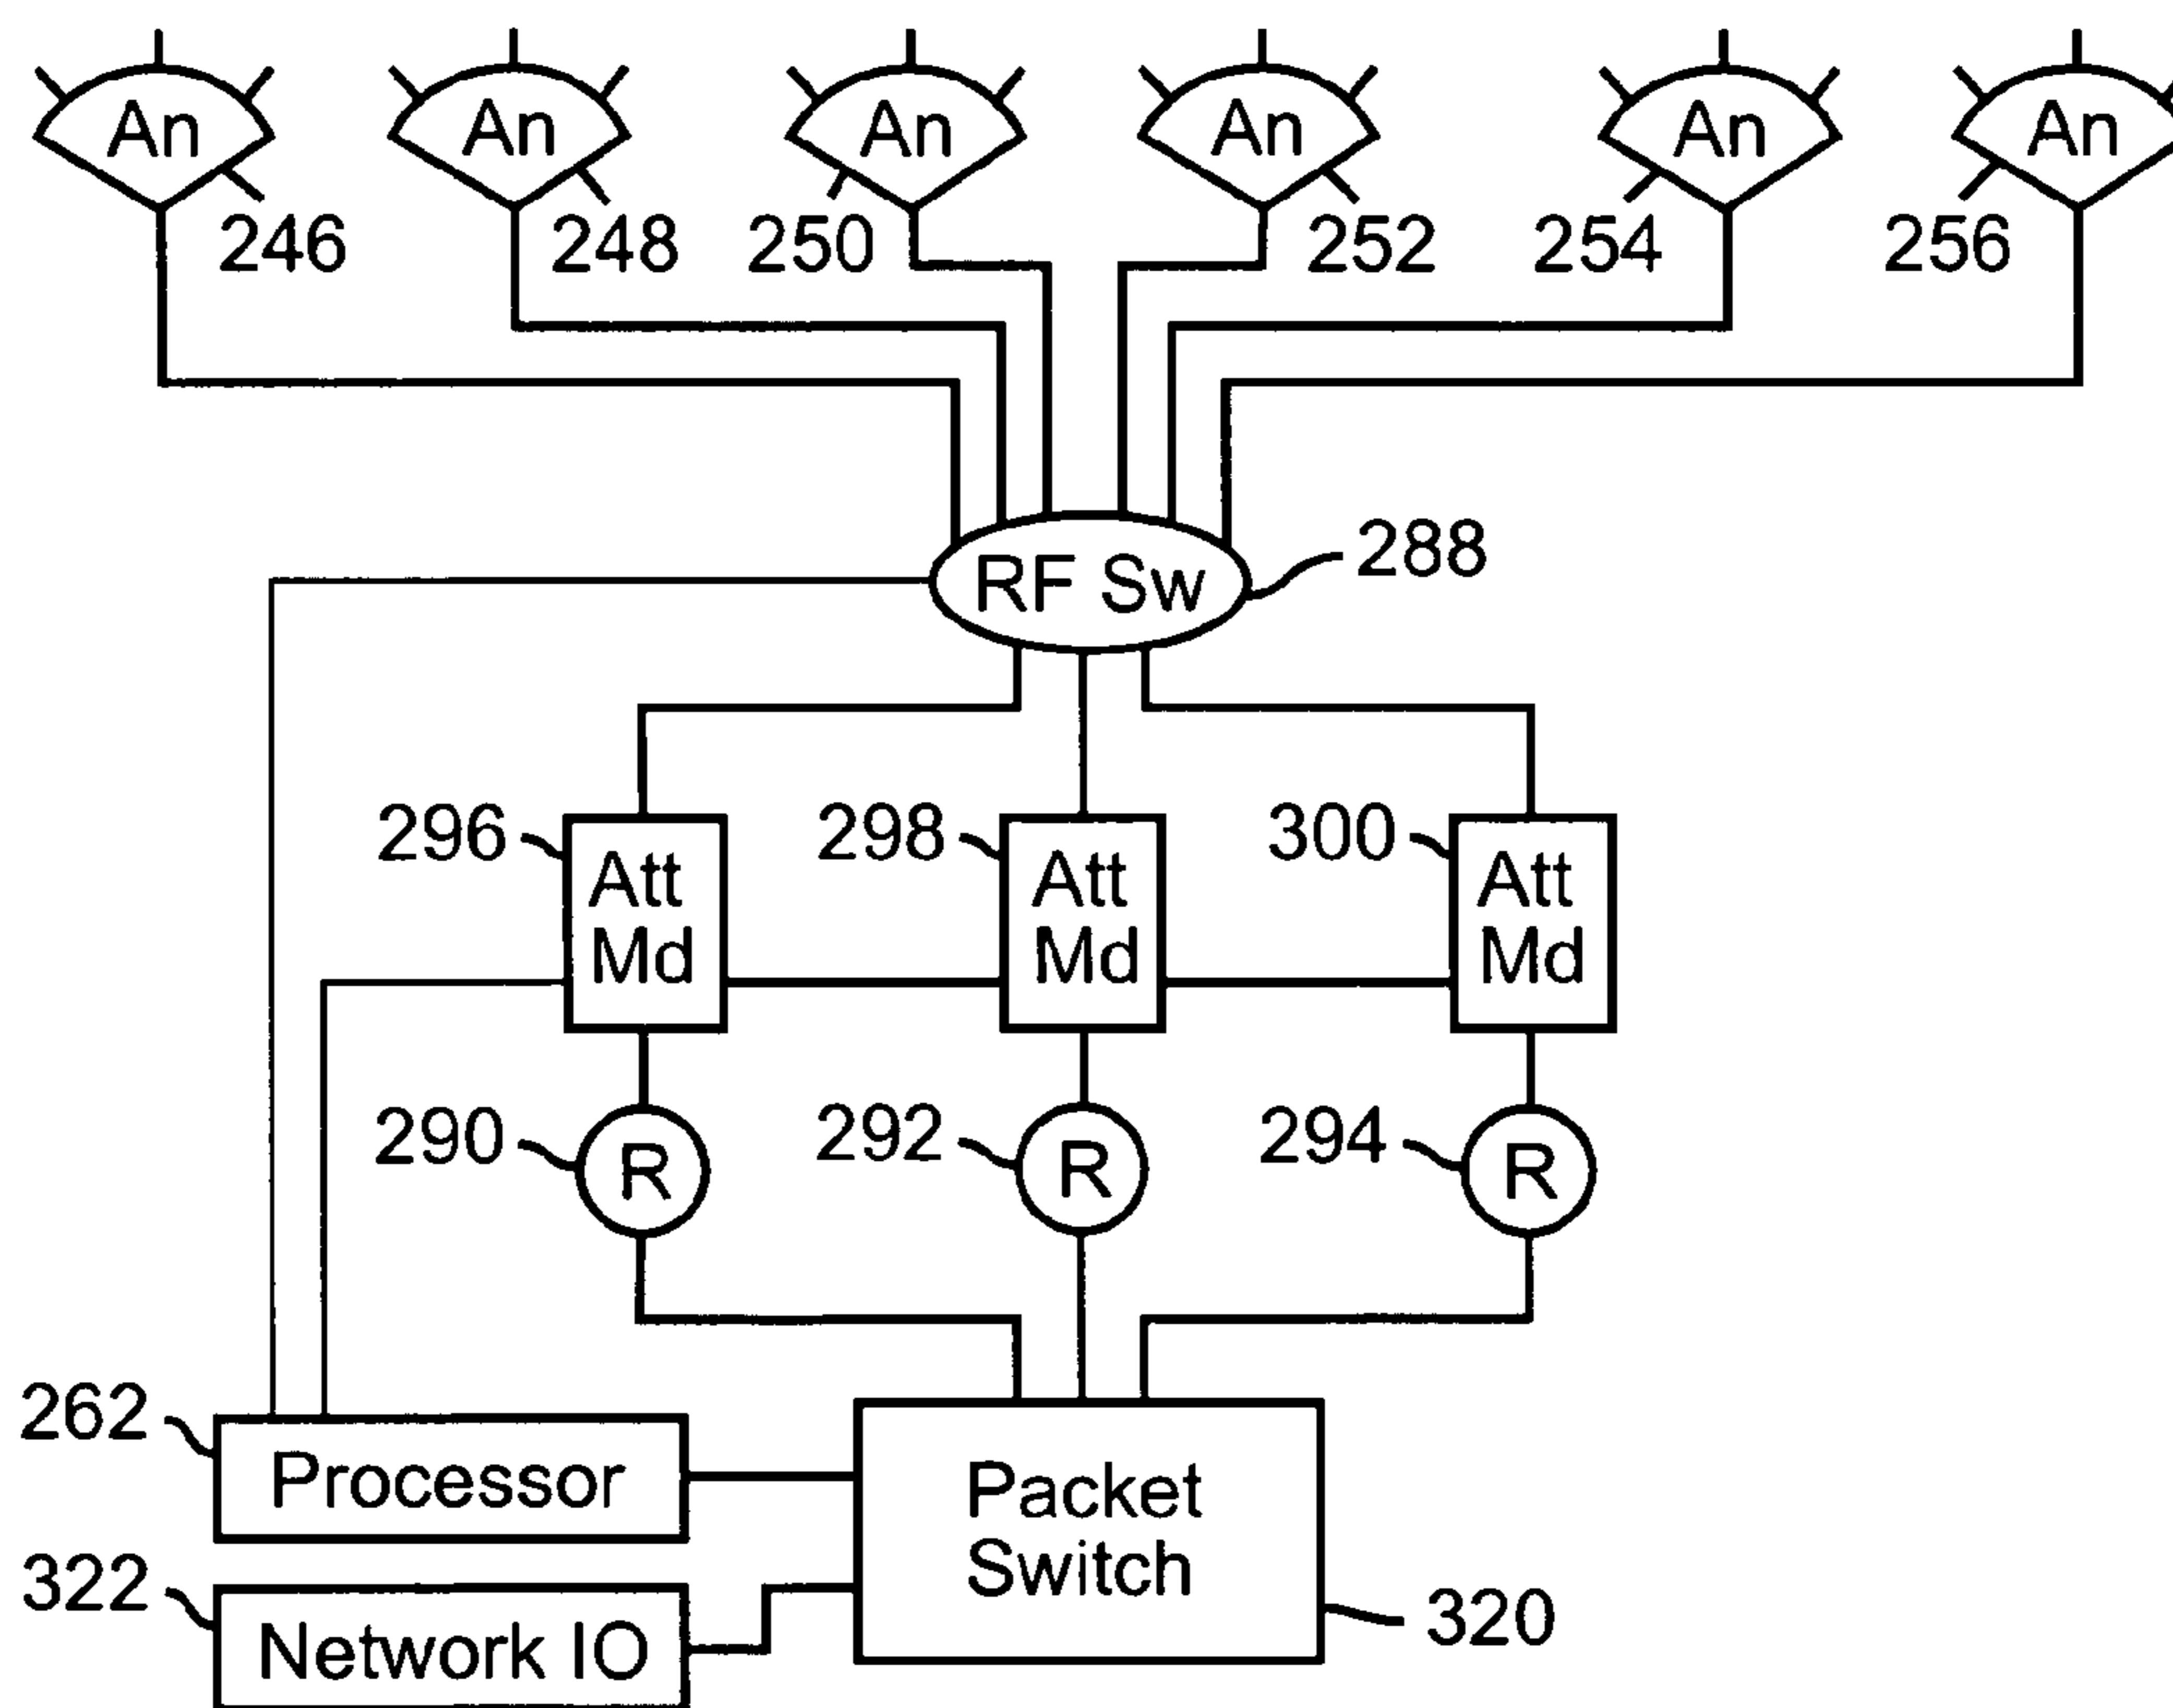 An An An An An An
246 248 250 252 254 256
RF Sw 288
296 Att Md 298 Att Md 300 Att Md
290 R 292 R 294 R
262 Processor
Packet Switch
322 Network IO
320